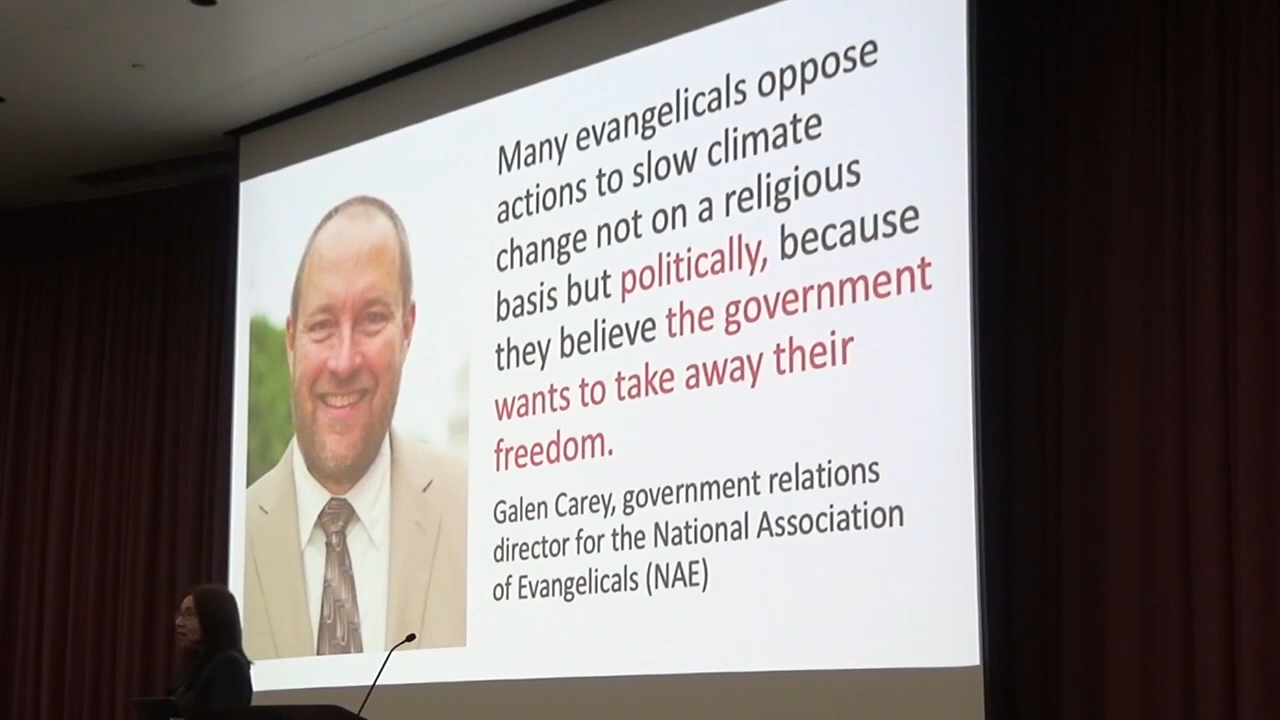 Many evangelicals oppose
actions to slow climate
change not on a religious
basis but politically, because
they believe the government
wants to take away their
freedom.
Galen Carey, government relations
director for the National Association
of Evangelicals (NAE)